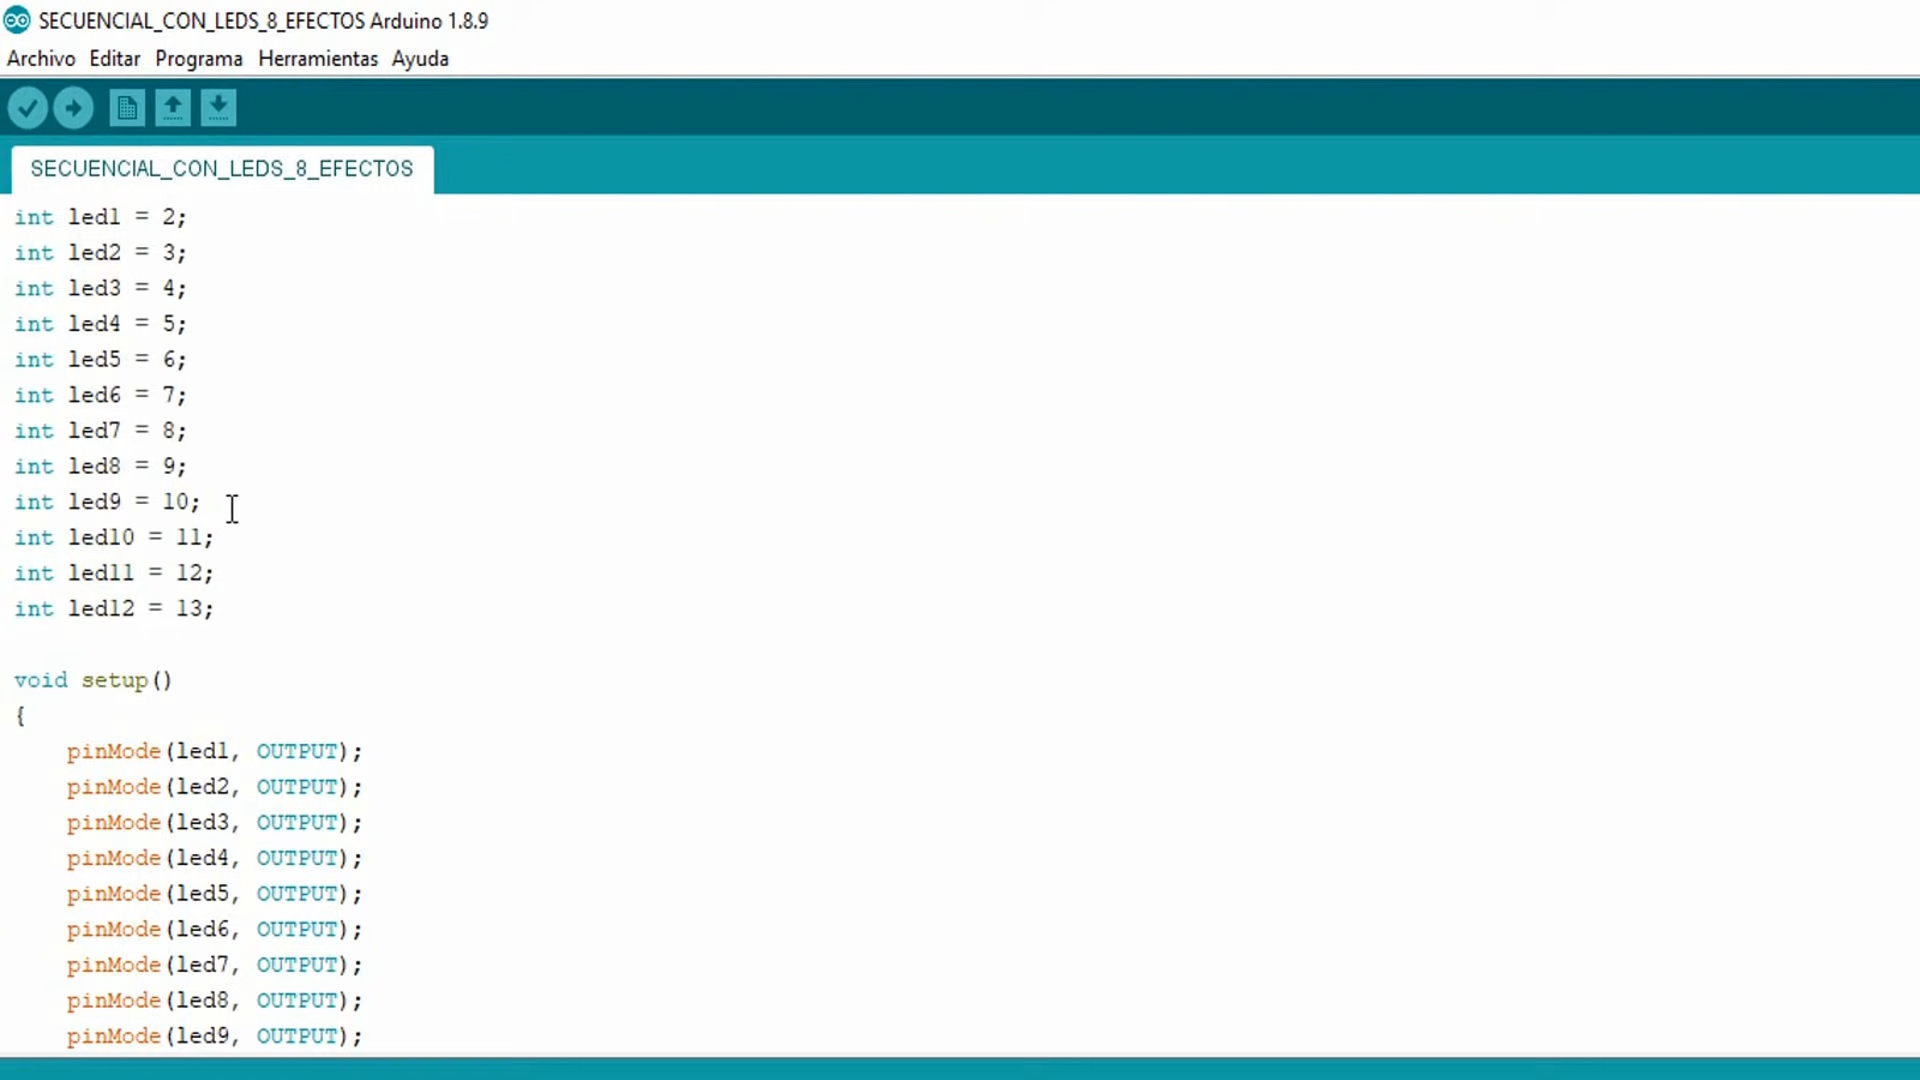 SECUENCIAL_CON_LEDS_8_EFECTOS Arduino 1.8.9
Archivo Editar Programa Herramientas Ayuda
SECUENCIAL_CON_LEDS_8_EFECTOS
int led1 = 2;
int led2 = 3;
int led3 = 4;
int led4 = 5;
int led5 = 6;
int led6 = 7;
int led7 = 8;
int led8 = 9;
int led9 = 10;
int led10 = 11;
int led11 = 12;
int led12 = 13;
void setup()
{
pinMode(led1, OUTPUT);
pinMode(led2, OUTPUT);
pinMode(led3, OUTPUT);
pinMode(led4, OUTPUT);
pinMode(led5, OUTPUT);
pinMode(led6, OUTPUT);
pinMode(led7, OUTPUT);
pinMode(led8, OUTPUT);
pinMode(led9, OUTPUT);